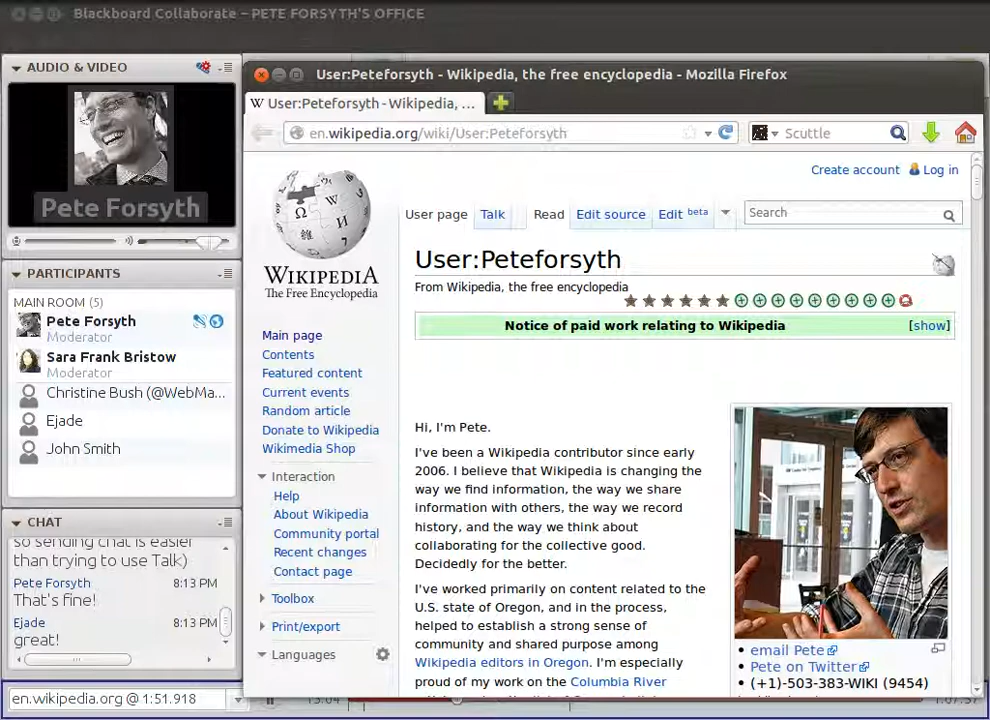 Blackboard Collaborate – PETE FORSYTH'S OFFICE
AUDIO & VIDEO
Pete Forsyth
PARTICIPANTS
MAIN ROOM (5)
Pete Forsyth
Moderator
Sara Frank Bristow
Moderator
Christine Bush (@WebMa...
Ejade
John Smith
CHAT
so sending chat is easier
than trying to use Talk)
Pete Forsyth 8:13 PM
That's fine!
Ejade 8:13 PM
great!
en.wikipedia.org @ 1:51.918
User:Peteforsyth - Wikipedia, the free encyclopedia - Mozilla Firefox
W User:Peteforsyth - Wikipedia, ...
en.wikipedia.org/wiki/User:Peteforsyth
Scuttle
Create account Log in
WIKIPEDIA
The Free Encyclopedia
User page Talk Read Edit source Edit beta Search
User:Peteforsyth
From Wikipedia, the free encyclopedia
Notice of paid work relating to Wikipedia [show]
Main page
Contents
Featured content
Current events
Random article
Donate to Wikipedia
Wikimedia Shop
Interaction
Help
About Wikipedia
Community portal
Recent changes
Contact page
Toolbox
Print/export
Languages
Hi, I'm Pete.
I've been a Wikipedia contributor since early
2006. I believe that Wikipedia is changing the
way we find information, the way we share
information with others, the way we record
history, and the way we think about
collaborating for the collective good.
Decidedly for the better.
I've worked primarily on content related to the
U.S. state of Oregon, and in the process,
helped to establish a strong sense of
community and shared purpose among
Wikipedia editors in Oregon. I'm especially
proud of my work on the Columbia River
• email Pete
• Pete on Twitter
• (+1)-503-383-WIKI (9454)